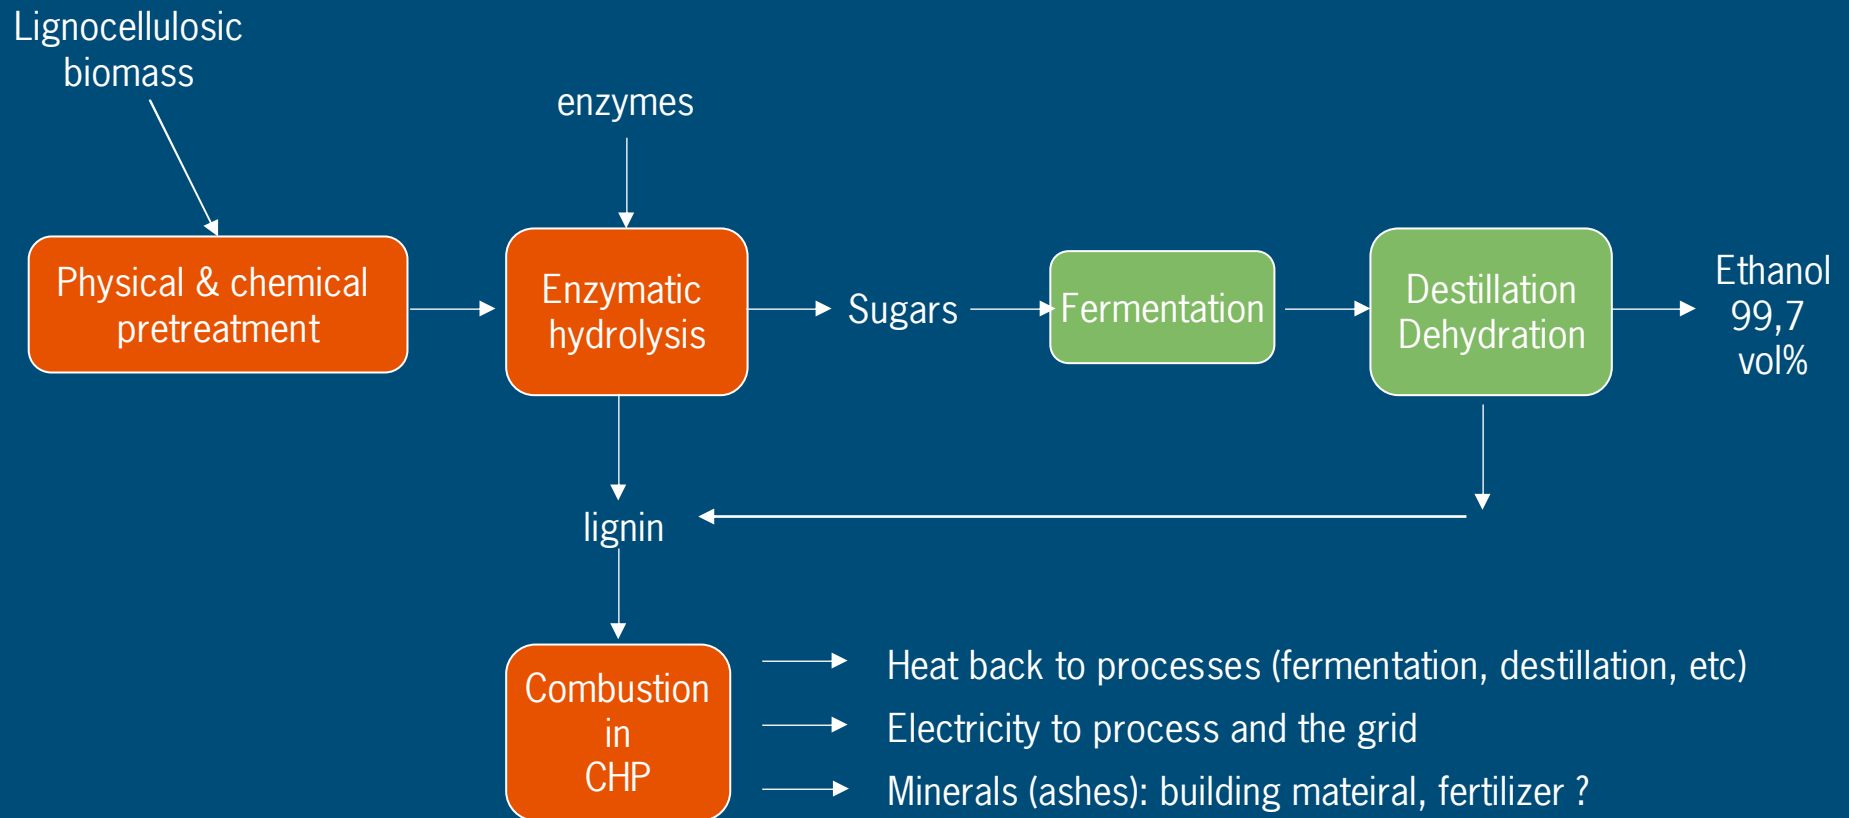 Lignocellulosic
biomass
enzymes
Physical & chemical
pretreatment
Enzymatic
hydrolysis
Sugars
Fermentation
Destillation
Dehydration
Ethanol
99,7
vol%
lignin
Combustion
in
CHP
Heat back to processes (fermentation, destillation, etc)
Electricity to process and the grid
Minerals (ashes): building mateiral, fertilizer ?